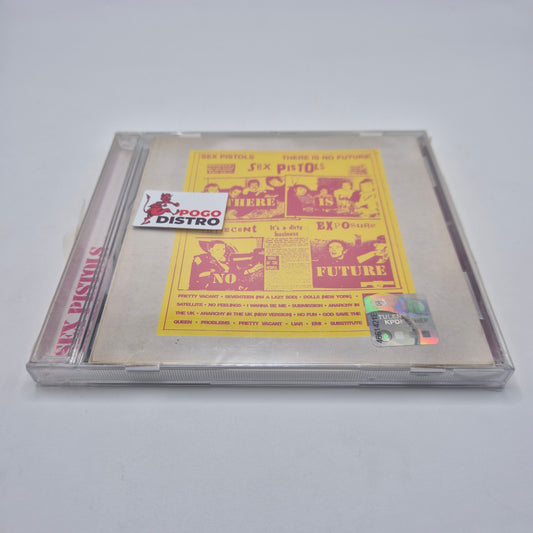 SEX PISTOLS THERE IS NO FUTURE
SEX PISTOLS
POGO
DISTRO
THERE IS
It's a dirty
business
EXPOSURE
NO FUTURE
PRETTY VACANT • SEVENTEEN (I'M A LAZY SOD) • DOLLS (NEW YORK) •
SATELLITE • NO FEELINGS • I WANNA BE ME • SUBMISSION • ANARCHY IN
THE UK • ANARCHY IN THE UK (NEW VERSION) • NO FUN • GOD SAVE THE
QUEEN • PROBLEMS • PRETTY VACANT • LIAR • EMI • SUBSTITUTE
SEX PISTOLS